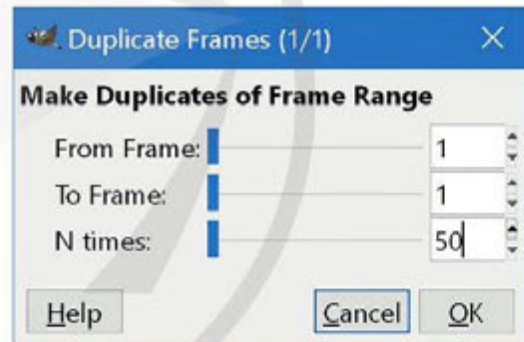 Duplicate Frames (1/1)
Make Duplicates of Frame Range
From Frame: 1
To Frame: 1
N times: 50
Help Cancel OK